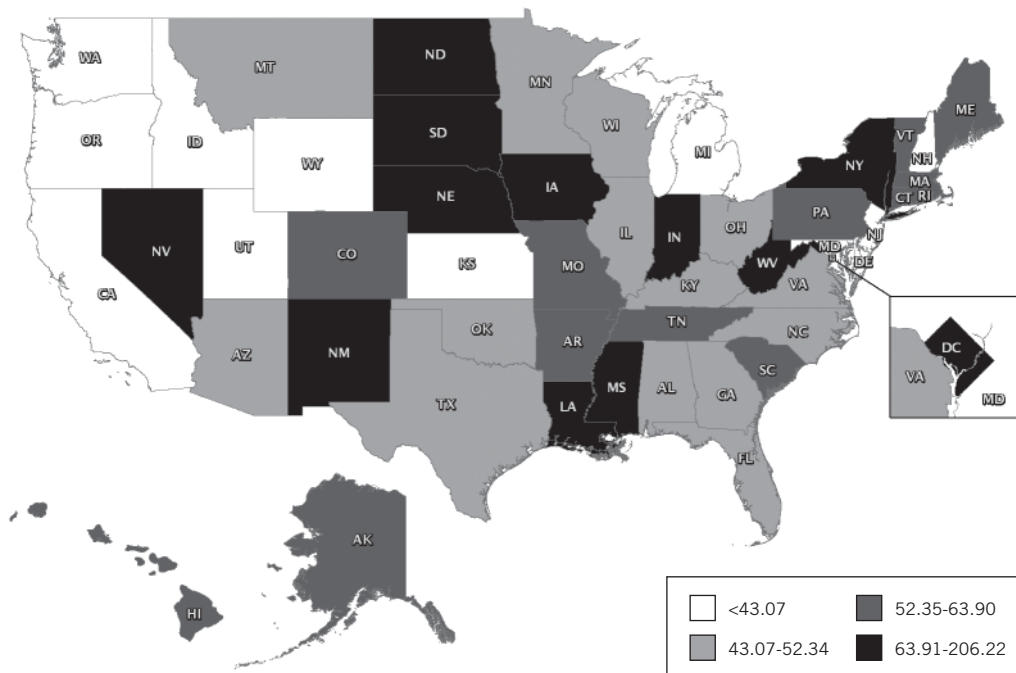 WA
MT
ND
MN
OR
ID
SD
WI
MI
VT
ME
NH
WY
NY
MA
CT RI
NE
IA
PA
NV
UT
CO
IL
IN
OH
NJ
MD
DE
CA
KS
MO
WV
KY
VA
AZ
NM
OK
TN
NC
AR
SC
TX
LA
MS
AL
GA
FL
DC
VA
MD
AK
HI
<43.07
52.35-63.90
43.07-52.34
63.91-206.22